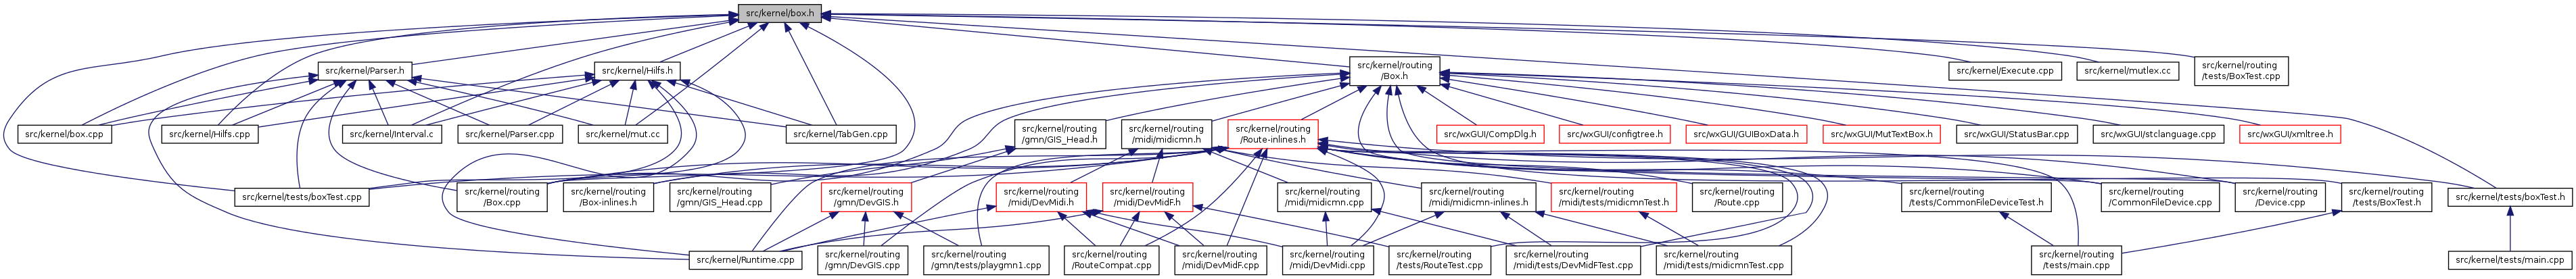 src/kernel/box.h
src/kernel/Parser.h
src/kernel/Hilfs.h
src/kernel/routing
/Box.h
src/kernel/Execute.cpp
src/kernel/mutlex.cc
src/kernel/routing
/tests/BoxTest.cpp
src/kernel/box.cpp
src/kernel/Hilfs.cpp
src/kernel/Interval.c
src/kernel/Parser.cpp
src/kernel/mut.cc
src/kernel/TabGen.cpp
src/kernel/routing
/gmn/GIS_Head.h
src/kernel/routing
/midi/midicmn.h
src/kernel/routing
/Route-inlines.h
src/wxGUI/CompDlg.h
src/wxGUI/configtree.h
src/wxGUI/GUIBoxData.h
src/wxGUI/MutTextBox.h
src/wxGUI/StatusBar.cpp
src/wxGUI/stclanguage.cpp
src/wxGUI/xmltree.h
src/kernel/tests/boxTest.cpp
src/kernel/routing
/Box.cpp
src/kernel/routing
/Box-inlines.h
src/kernel/routing
/gmn/GIS_Head.cpp
src/kernel/routing
/gmn/DevGIS.h
src/kernel/routing
/midi/DevMidi.h
src/kernel/routing
/midi/DevMidF.h
src/kernel/routing
/midi/midicmn.cpp
src/kernel/routing
/midi/midicmn-inlines.h
src/kernel/routing
/midi/tests/midicmnTest.h
src/kernel/routing
/Route.cpp
src/kernel/routing
/tests/CommonFileDeviceTest.h
src/kernel/routing
/CommonFileDevice.cpp
src/kernel/routing
/Device.cpp
src/kernel/routing
/tests/BoxTest.h
src/kernel/tests/boxTest.h
src/kernel/Runtime.cpp
src/kernel/routing
/gmn/DevGIS.cpp
src/kernel/routing
/gmn/tests/playgmn1.cpp
src/kernel/routing
/RouteCompat.cpp
src/kernel/routing
/midi/DevMidF.cpp
src/kernel/routing
/midi/DevMidi.cpp
src/kernel/routing
/tests/RouteTest.cpp
src/kernel/routing
/midi/tests/DevMidFTest.cpp
src/kernel/routing
/midi/tests/midicmnTest.cpp
src/kernel/routing
/tests/main.cpp
src/kernel/tests/main.cpp